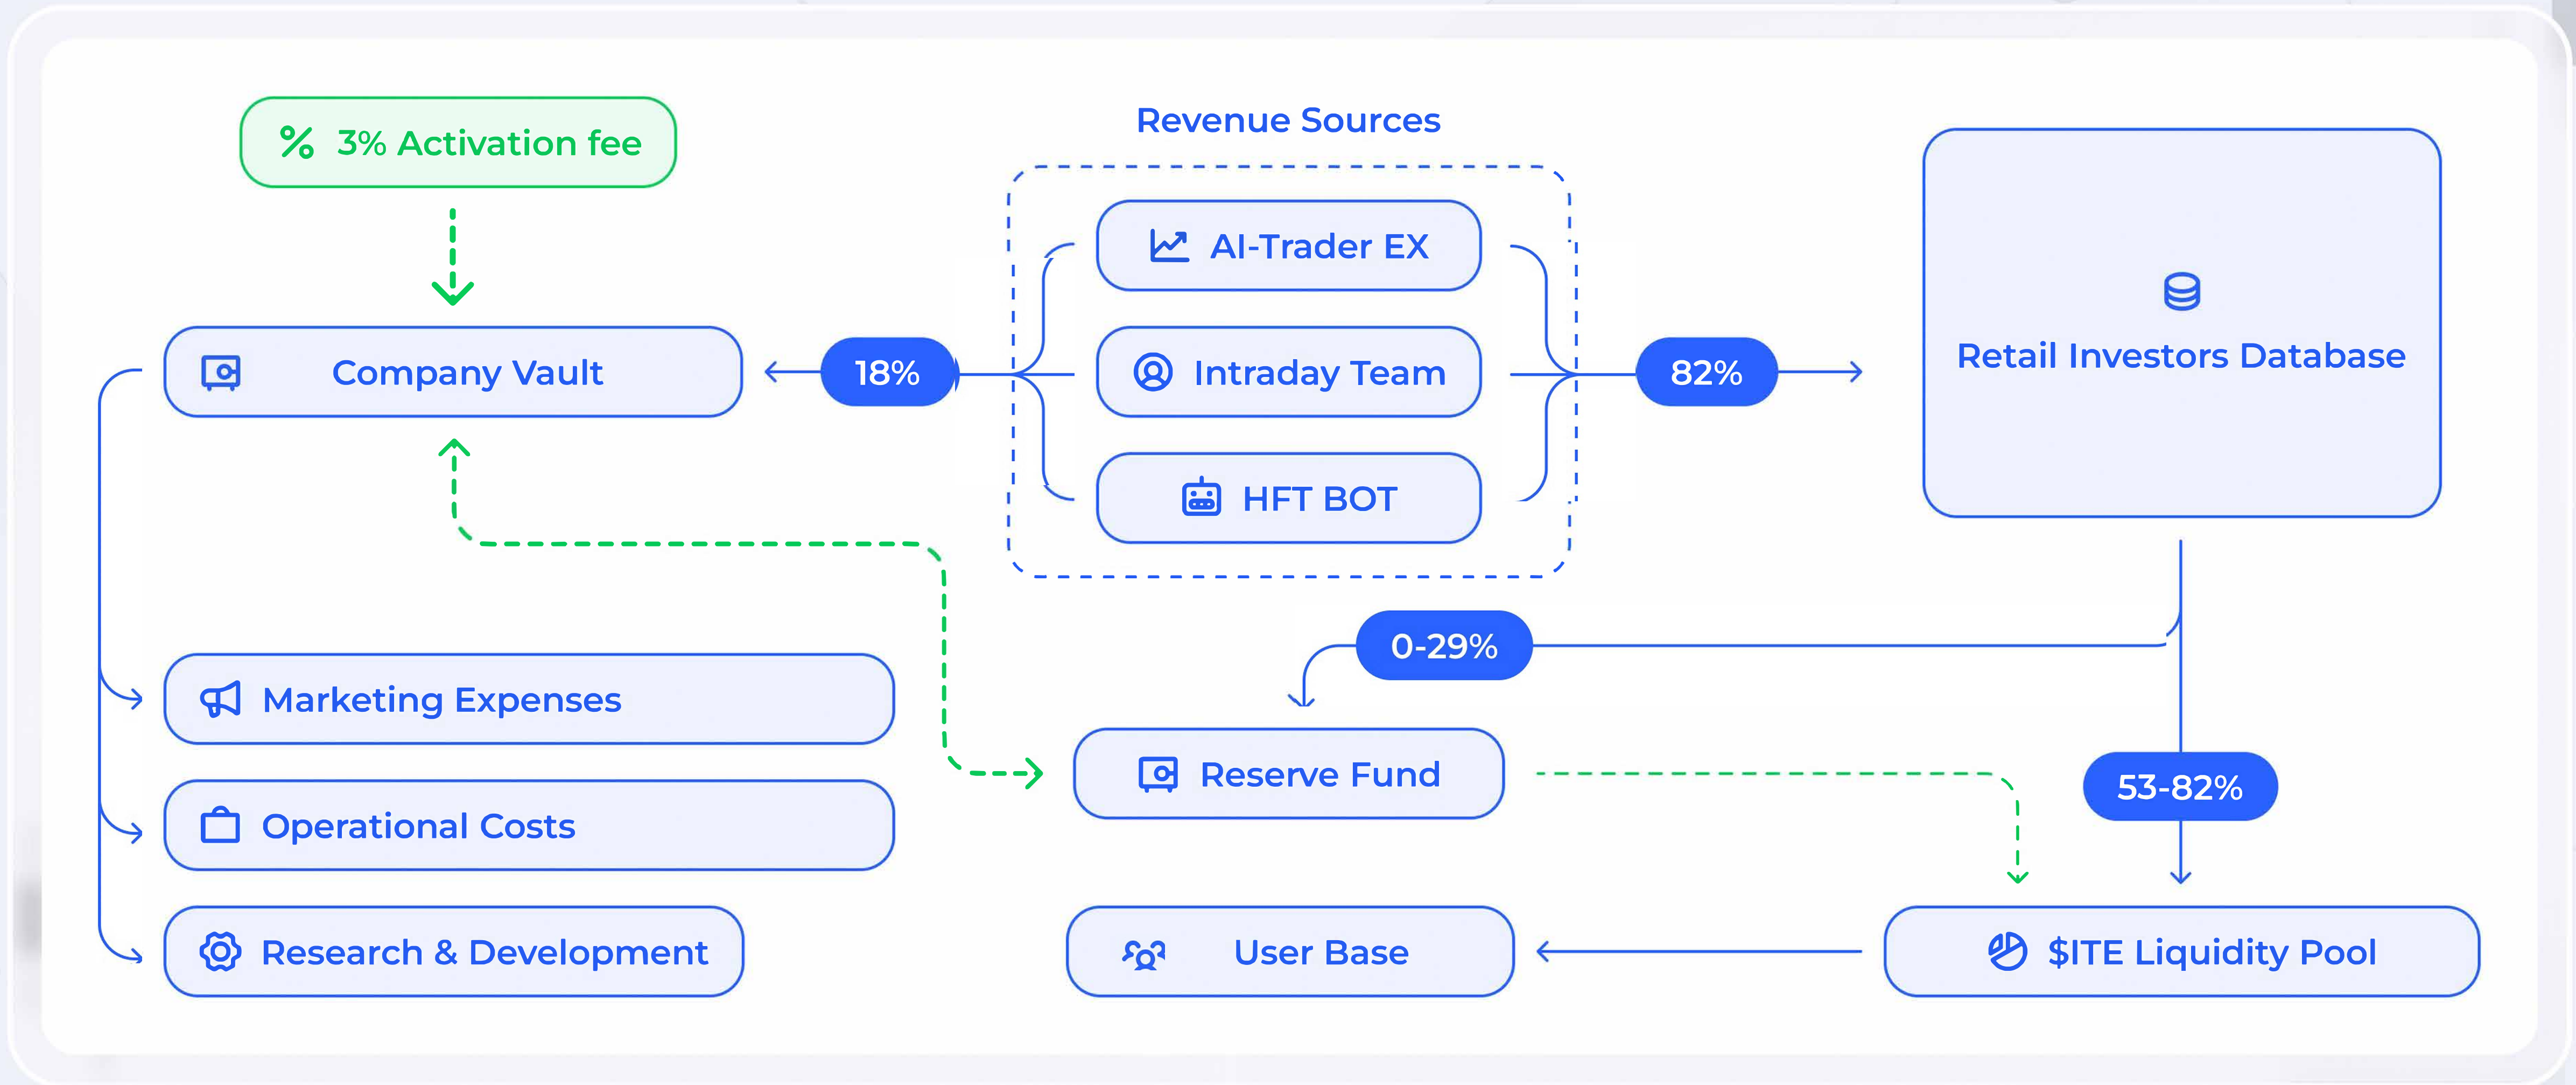 3% Activation fee
Revenue Sources
AI-Trader EX
Retail Investors Database
Company Vault
18%
Intraday Team
82%
HFT BOT
0-29%
Marketing Expenses
Reserve Fund
53-82%
Operational Costs
Research & Development
User Base
$ITE Liquidity Pool